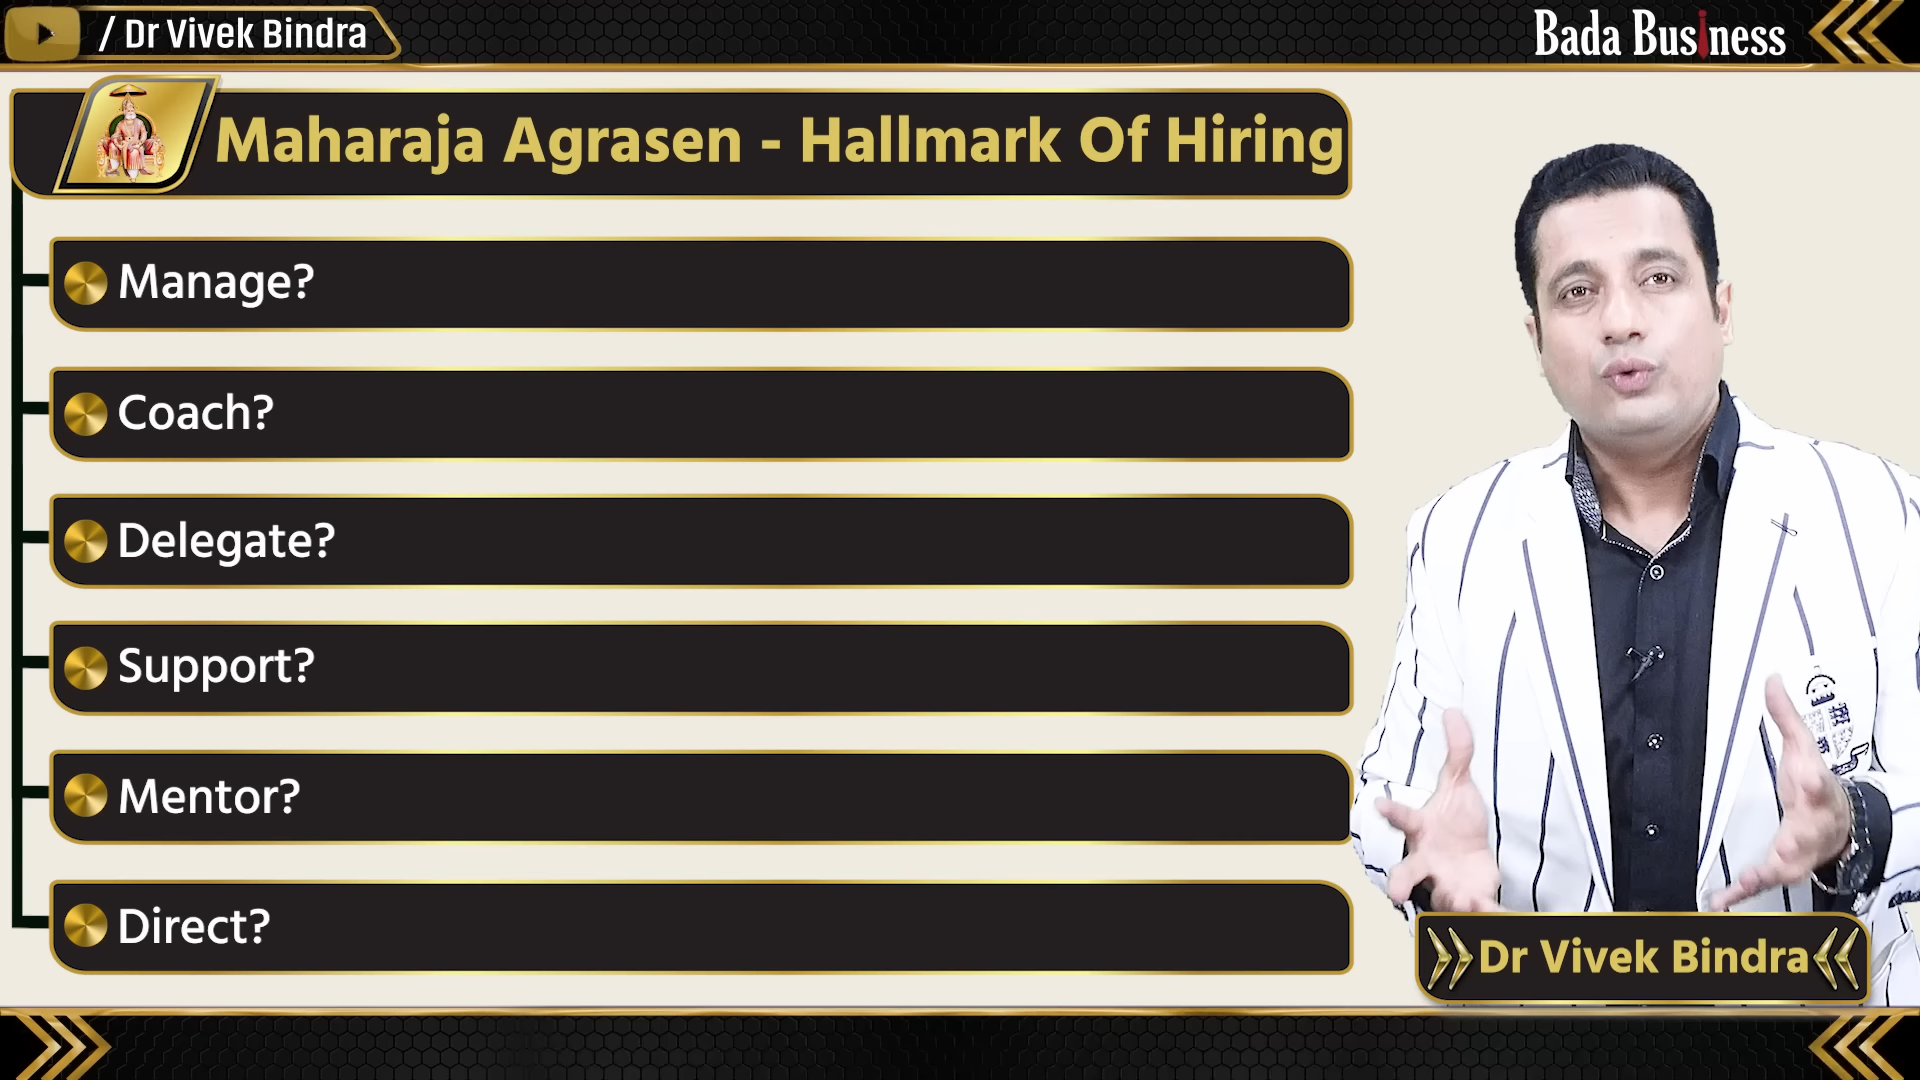 / Dr Vivek Bindra
Bada Business
Maharaja Agrasen - Hallmark Of Hiring
Manage?
Coach?
Delegate?
Support?
Mentor?
Direct?
Dr Vivek Bindra